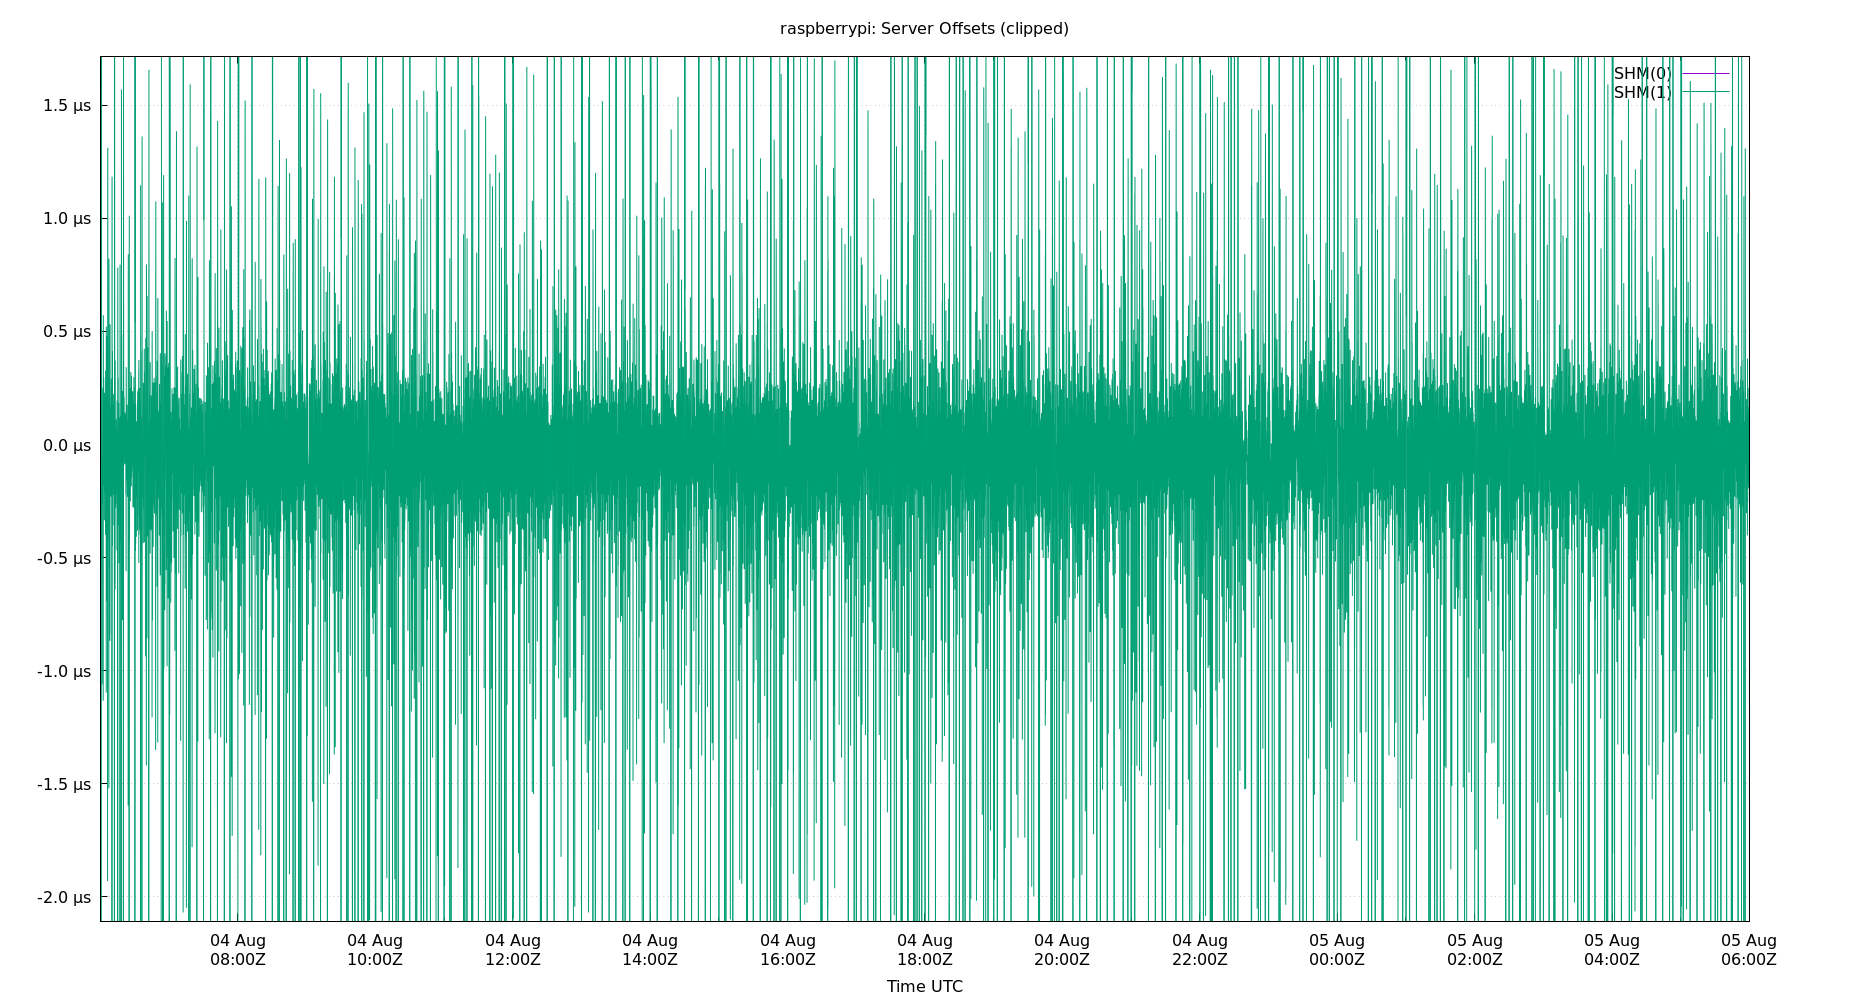 raspberrypi: Server Offsets (clipped)
SHM(0)
SHM(1)
1.5 µs
1.0 µs
0.5 µs
0.0 µs
-0.5 µs
-1.0 µs
-1.5 µs
-2.0 µs
04 Aug 04 Aug 04 Aug 04 Aug 04 Aug 04 Aug 04 Aug 04 Aug 05 Aug 05 Aug 05 Aug 05 Aug
08:00Z 10:00Z 12:00Z 14:00Z 16:00Z 18:00Z 20:00Z 22:00Z 00:00Z 02:00Z 04:00Z 06:00Z
Time UTC